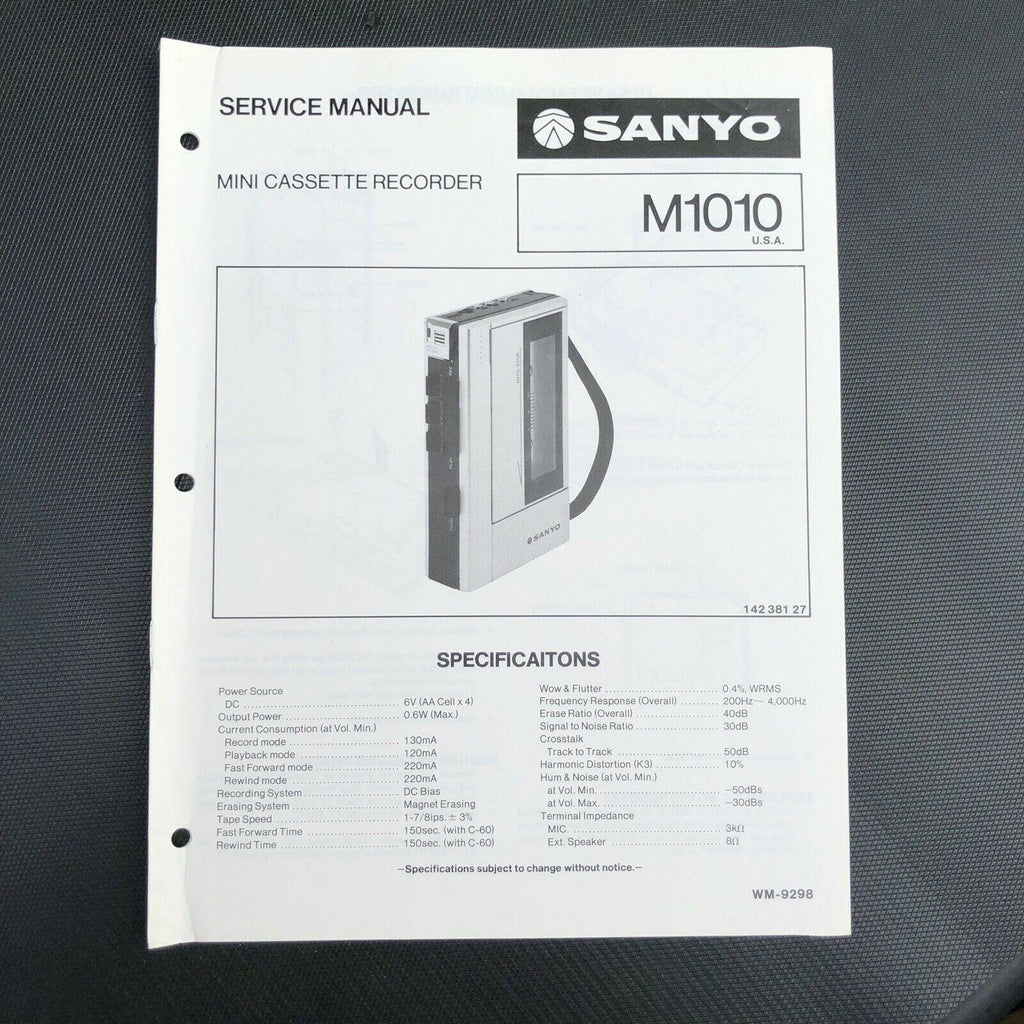 SERVICE MANUAL
SANYO
MINI CASSETTE RECORDER
M1010
U.S.A.
AUTO STOP
REC
PLAY
SANYO
142 381 27
SPECIFICAITONS
Power Source
DC ........ 6V (AA Cell x 4)
Output Power ........ 0.6W (Max.)
Current Consumption (at Vol. Min.)
Record mode ........ 130mA
Playback mode ........ 120mA
Fast Forward mode ........ 220mA
Rewind mode ........ 220mA
Recording System ........ DC Bias
Erasing System ........ Magnet Erasing
Tape Speed ........ 1-7/8ips. ± 3%
Fast Forward Time ........ 150sec. (with C-60)
Rewind Time ........ 150sec. (with C-60)
Wow & Flutter ........ 0.4%, WRMS
Frequency Response (Overall) ........ 200Hz～ 4,000Hz
Erase Ratio (Overall) ........ 40dB
Signal to Noise Ratio ........ 30dB
Crosstalk
Track to Track ........ 50dB
Harmonic Distortion (K3) ........ 10%
Hum & Noise (at Vol. Min.)
at Vol. Min. ........ –50dBs
at Vol. Max. ........ –30dBs
Terminal Impedance
MIC. ........ 3kΩ
Ext. Speaker ........ 8Ω
–Specifications subject to change without notice.–
WM-9298